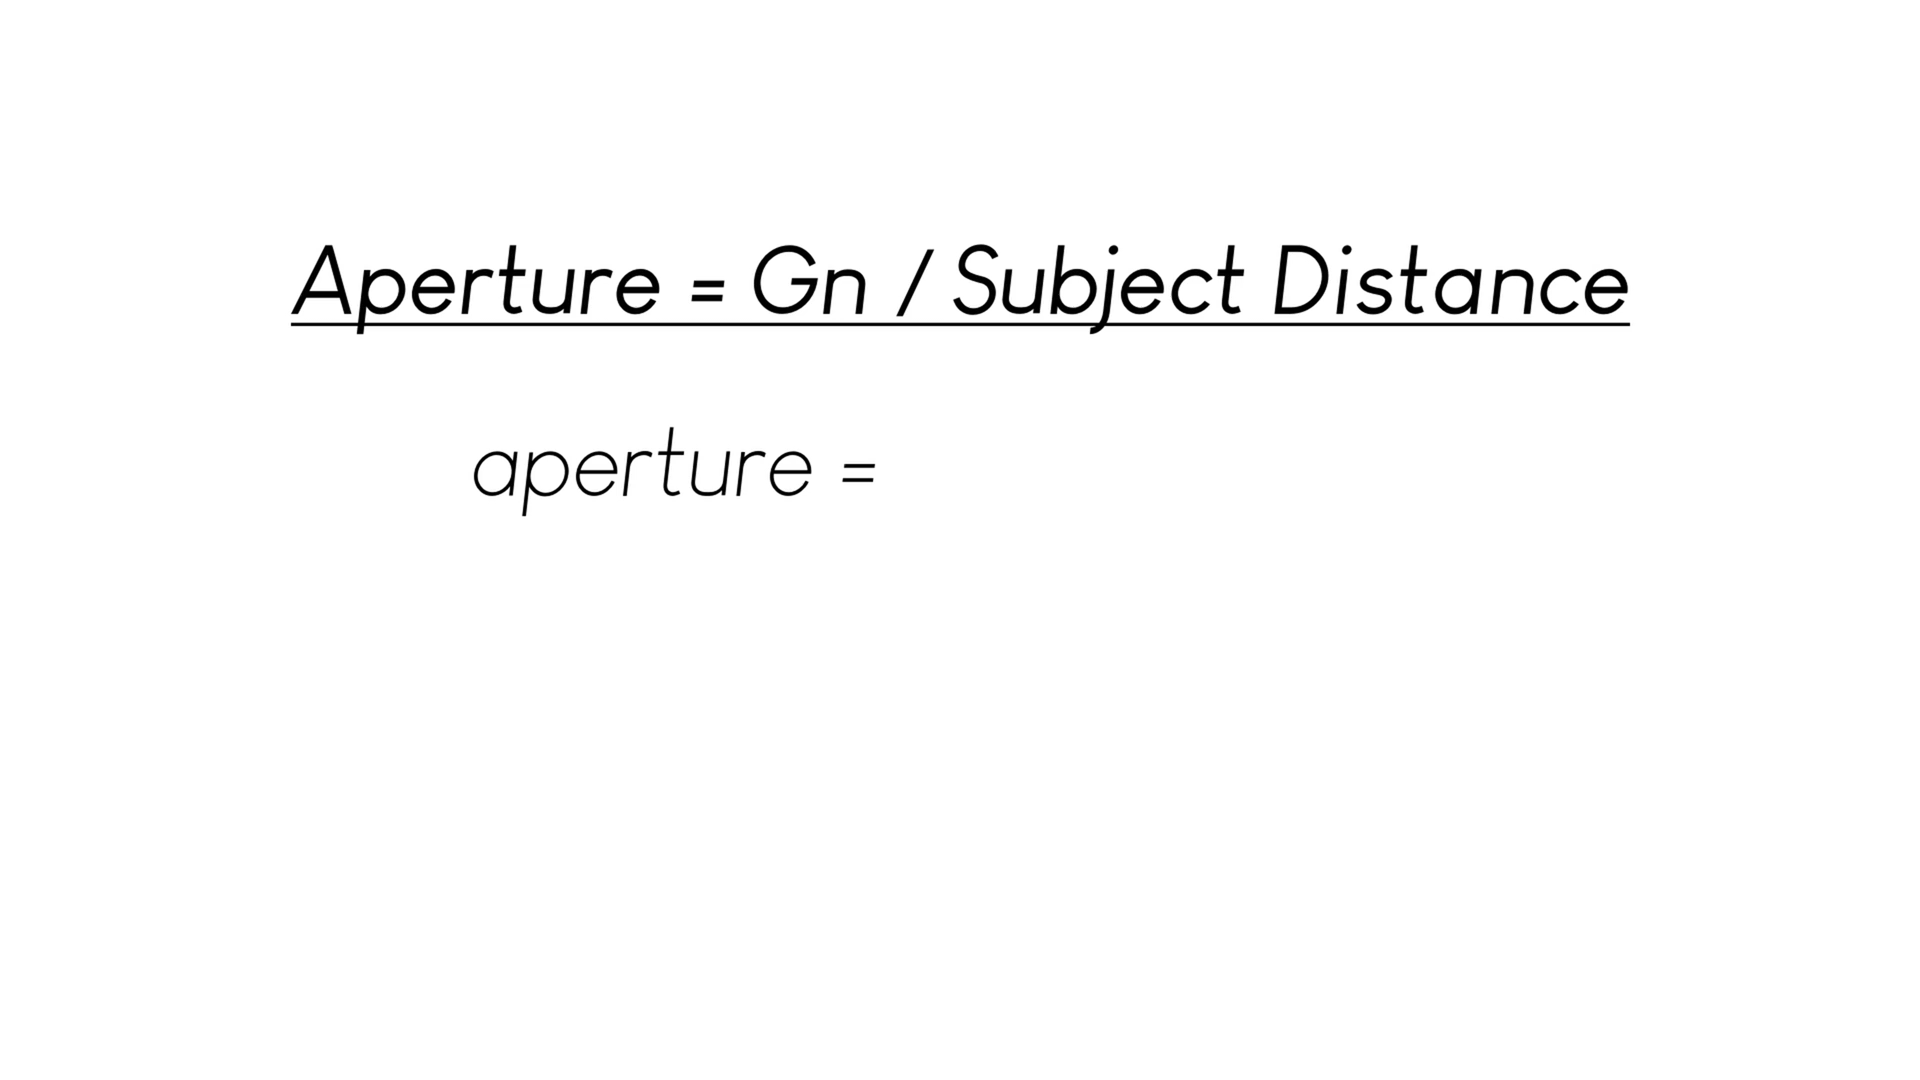 Aperture = Gn / Subject Distance
aperture =